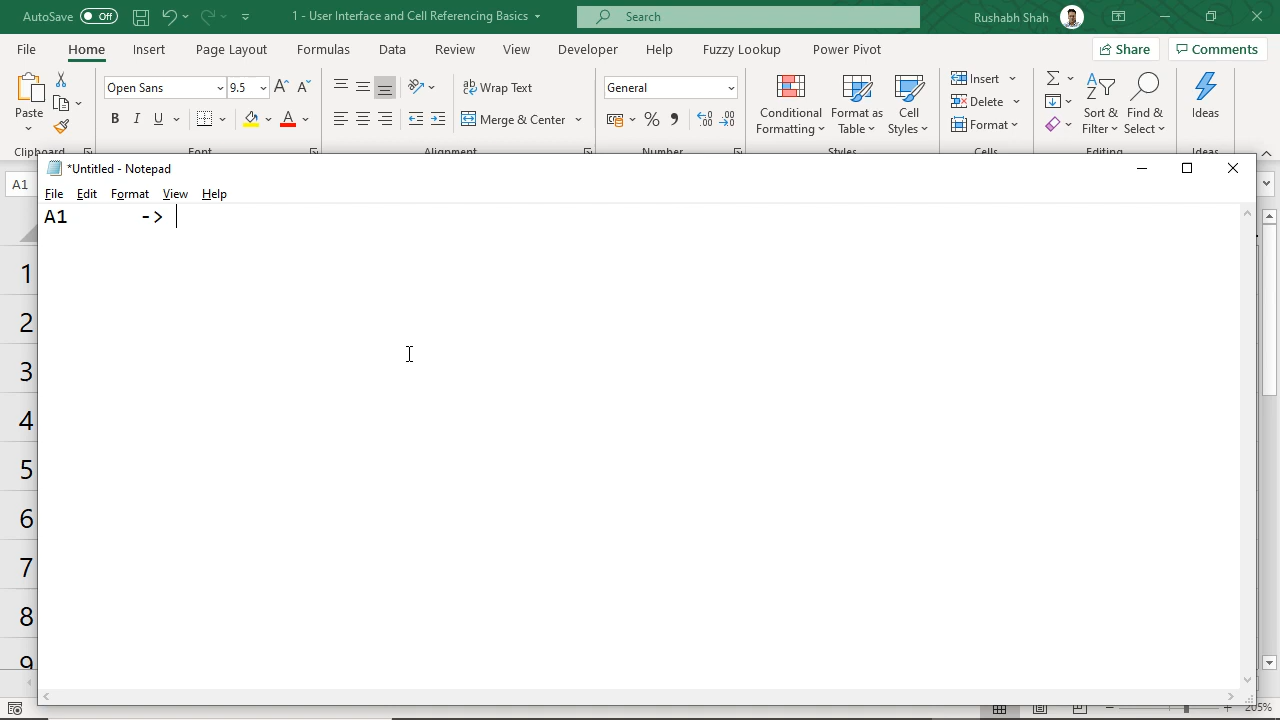 AutoSave Off 1 - User Interface and Cell Referencing Basics Search Rushabh Shah
File Home Insert Page Layout Formulas Data Review View Developer Help Fuzzy Lookup Power Pivot Share Comments
Paste
Open Sans 9.5 A A
B I U A
ab Wrap Text
Merge & Center
General
% ,
Conditional Formatting
Format as Table
Cell Styles
Insert
Delete
Format
Sort & Filter
Find & Select
Ideas
Clipboard Font Alignment Number Styles Cells Editing Ideas
A1
*Untitled - Notepad
File Edit Format View Help
A1 ->
1
2
3
4
5
6
7
8
9
205%